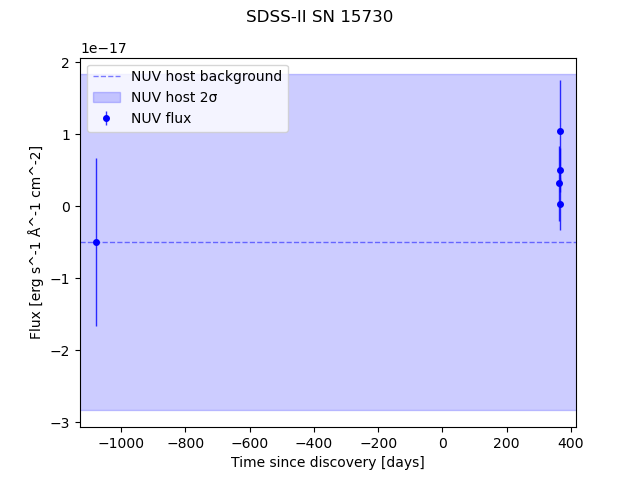 SDSS-II SN 15730
1e−17
NUV host background
NUV host 2σ
NUV flux
2
1
0
−1
−2
−3
Flux [erg s^-1 Å^-1 cm^-2]
−1000 −800 −600 −400 −200 0 200 400
Time since discovery [days]